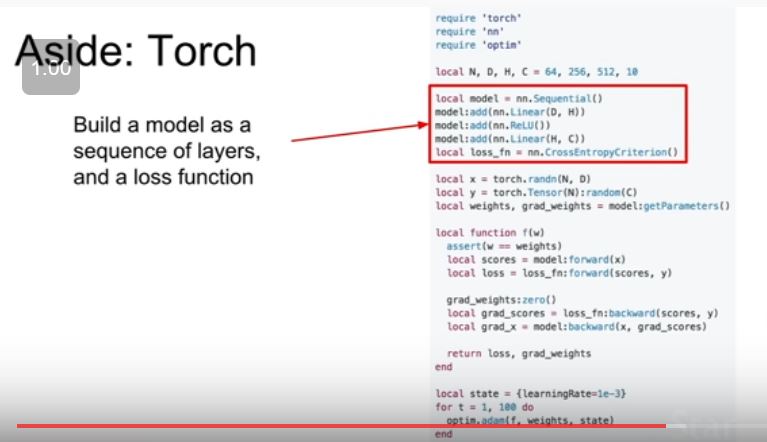 Aside: Torch
1.00
Build a model as a
sequence of layers,
and a loss function
require 'torch'
require 'nn'
require 'optim'
local N, D, H, C = 64, 256, 512, 10
local model = nn.Sequential()
model:add(nn.Linear(D, H))
model:add(nn.ReLU())
model:add(nn.Linear(H, C))
local loss_fn = nn.CrossEntropyCriterion()
local x = torch.randn(N, D)
local y = torch.Tensor(N):random(C)
local weights, grad_weights = model:getParameters()
local function f(w)
assert(w == weights)
local scores = model:forward(x)
local loss = loss_fn:forward(scores, y)
grad_weights:zero()
local grad_scores = loss_fn:backward(scores, y)
local grad_x = model:backward(x, grad_scores)
return loss, grad_weights
end
local state = {learningRate=1e-3}
for t = 1, 100 do
optim.adam(f, weights, state)
end